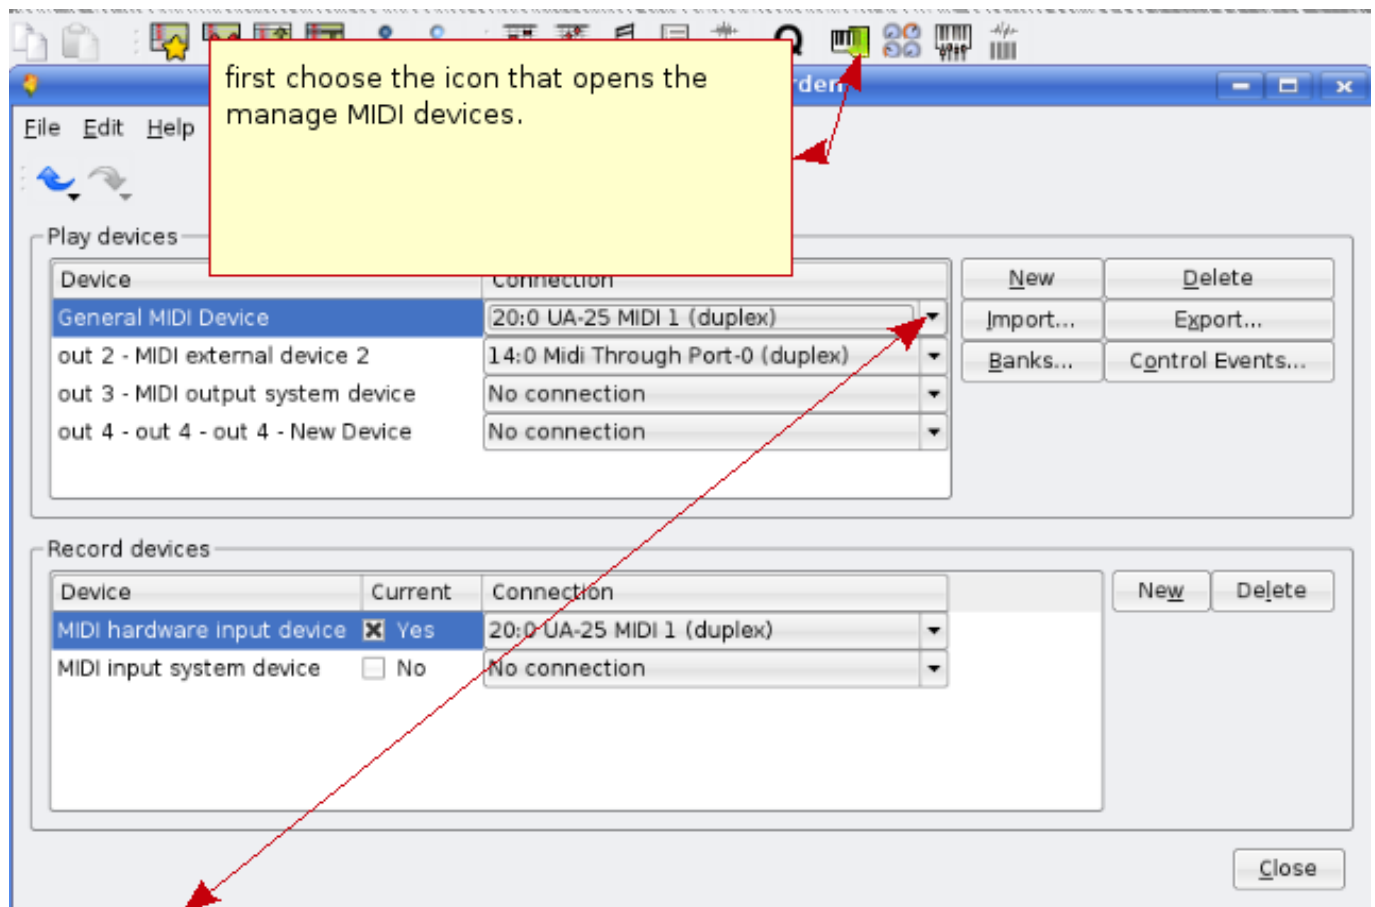 first choose the icon that opens the
manage MIDI devices.
File Edit Help
Play devices
Device Connection
General MIDI Device 20:0 UA-25 MIDI 1 (duplex)
out 2 - MIDI external device 2 14:0 Midi Through Port-0 (duplex)
out 3 - MIDI output system device No connection
out 4 - out 4 - out 4 - New Device No connection
New Delete
Import... Export...
Banks... Control Events...
Record devices
Device Current Connection
MIDI hardware input device Yes 20:0 UA-25 MIDI 1 (duplex)
MIDI input system device No No connection
New Delete
Close